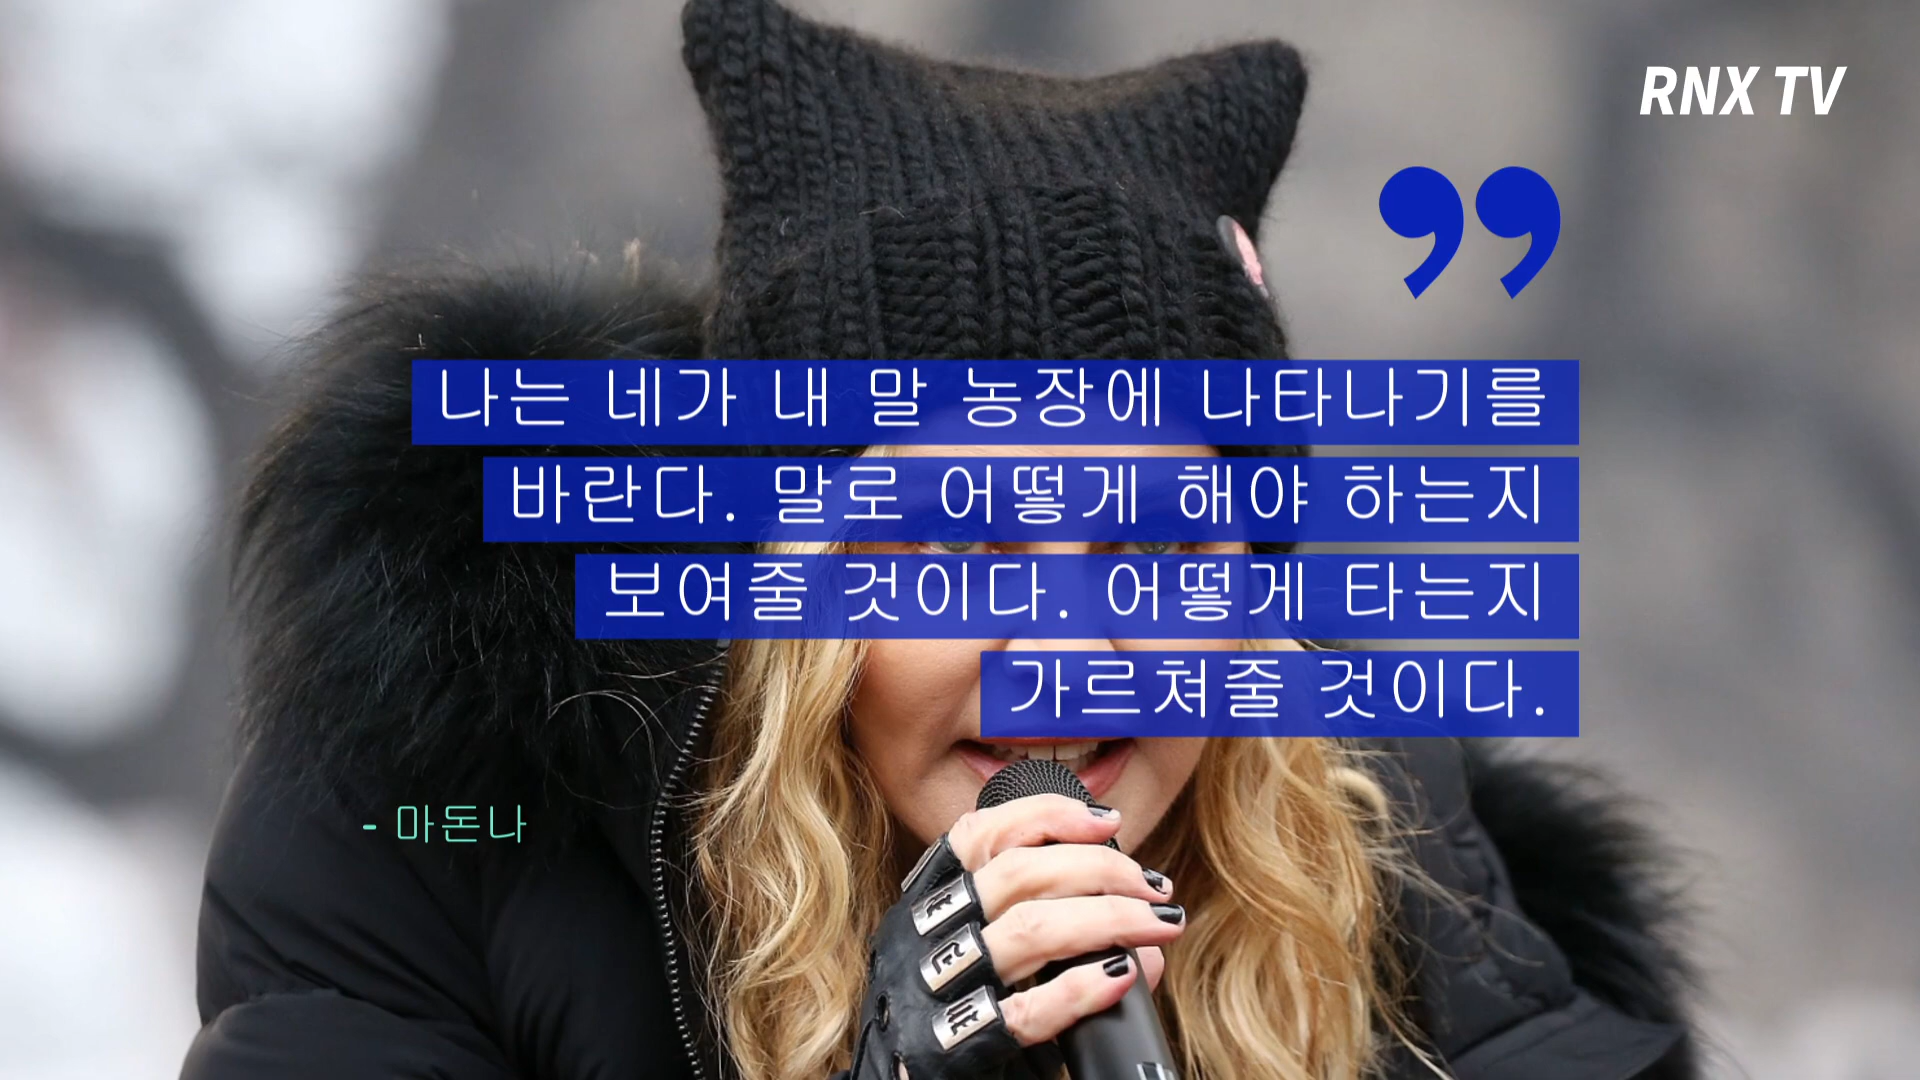 RNX TV
”
나는 네가 내 말 농장에 나타나기를
바란다. 말로 어떻게 해야 하는지
보여줄 것이다. 어떻게 타는지
가르쳐줄 것이다.
- 마돈나